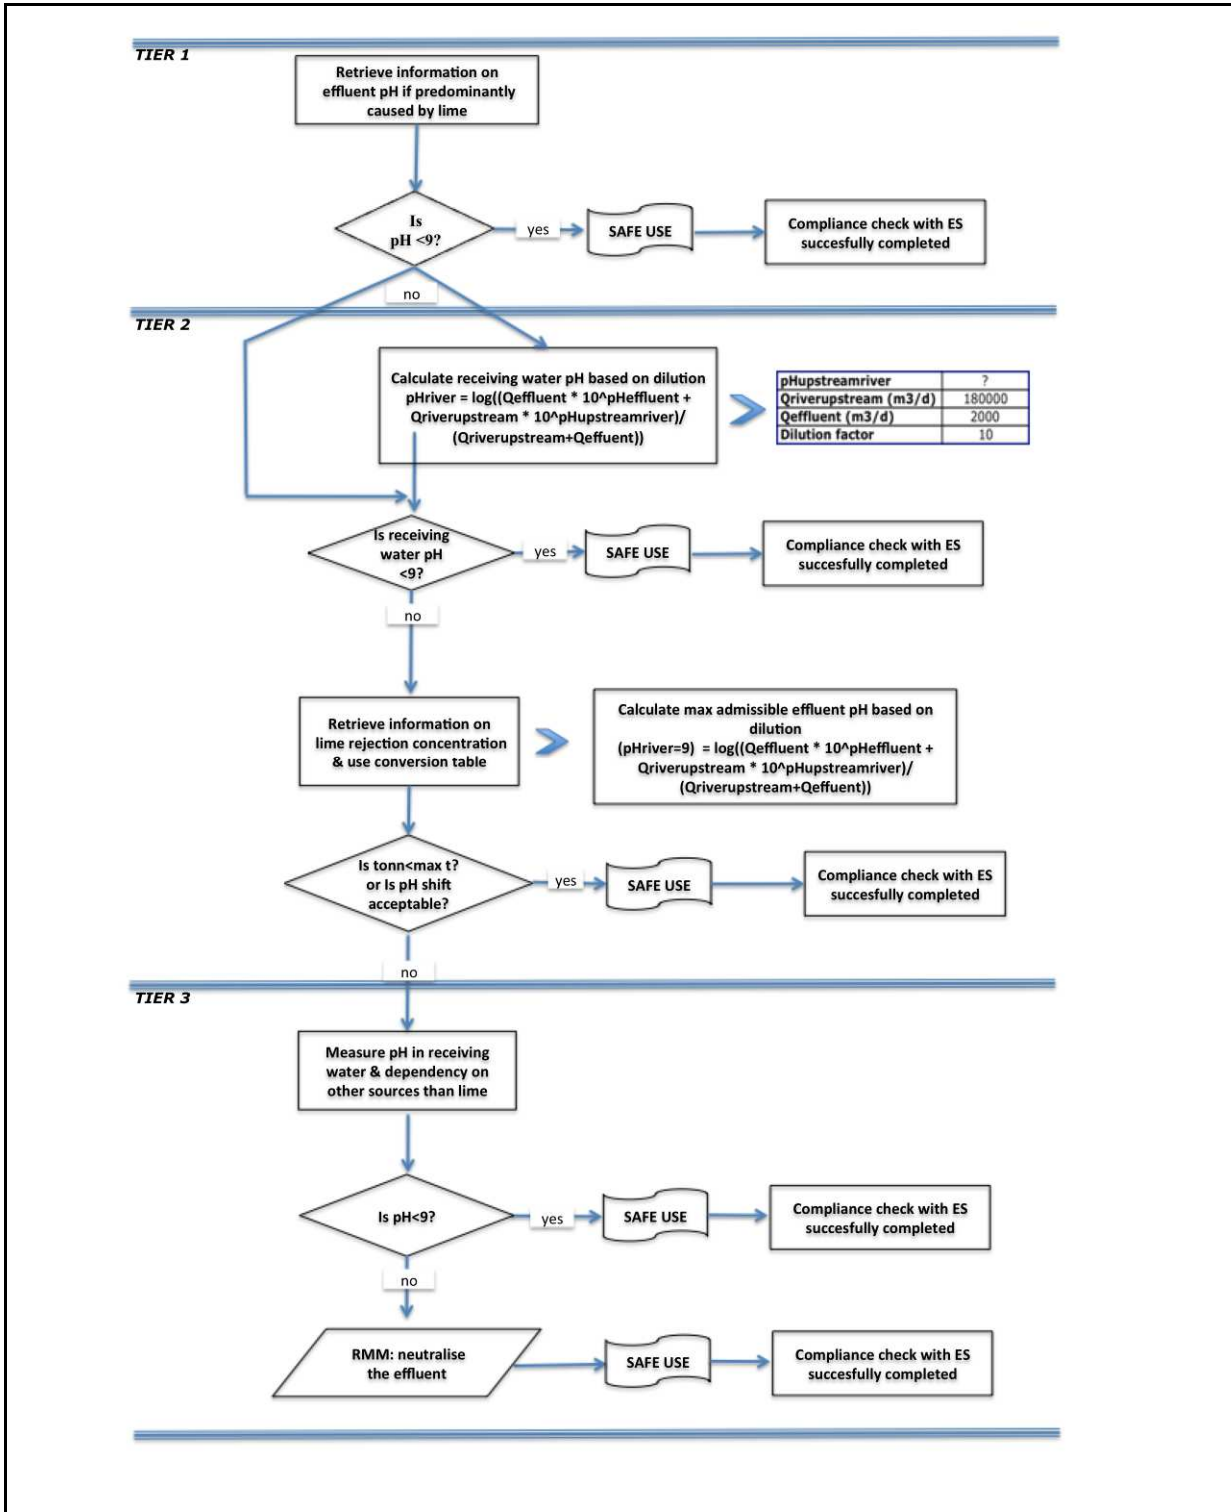 TIER 1
Retrieve information on
effluent pH if predominantly
caused by lime
Is
pH <9?
yes
SAFE USE
Compliance check with ES
succesfully completed
no
TIER 2
Calculate receiving water pH based on dilution
pHriver = log((Qeffluent * 10^pHeffluent +
Qriverupstream * 10^pHupstreamriver)/
(Qriverupstream+Qeffuent))
pHupstreamriver ?
Qriverupstream (m3/d) 180000
Qeffluent (m3/d) 2000
Dilution factor 10
Is receiving
water pH
<9?
yes
SAFE USE
Compliance check with ES
succesfully completed
no
Retrieve information on
lime rejection concentration
& use conversion table
Calculate max admissible effluent pH based on
dilution
(pHriver=9) = log((Qeffluent * 10^pHeffluent +
Qriverupstream * 10^pHupstreamriver)/
(Qriverupstream+Qeffuent))
Is tonn<max t?
or Is pH shift
acceptable?
yes
SAFE USE
Compliance check with ES
succesfully completed
no
TIER 3
Measure pH in receiving
water & dependency on
other sources than lime
Is pH<9?
yes
SAFE USE
Compliance check with ES
succesfully completed
no
RMM: neutralise
the effluent
SAFE USE
Compliance check with ES
succesfully completed